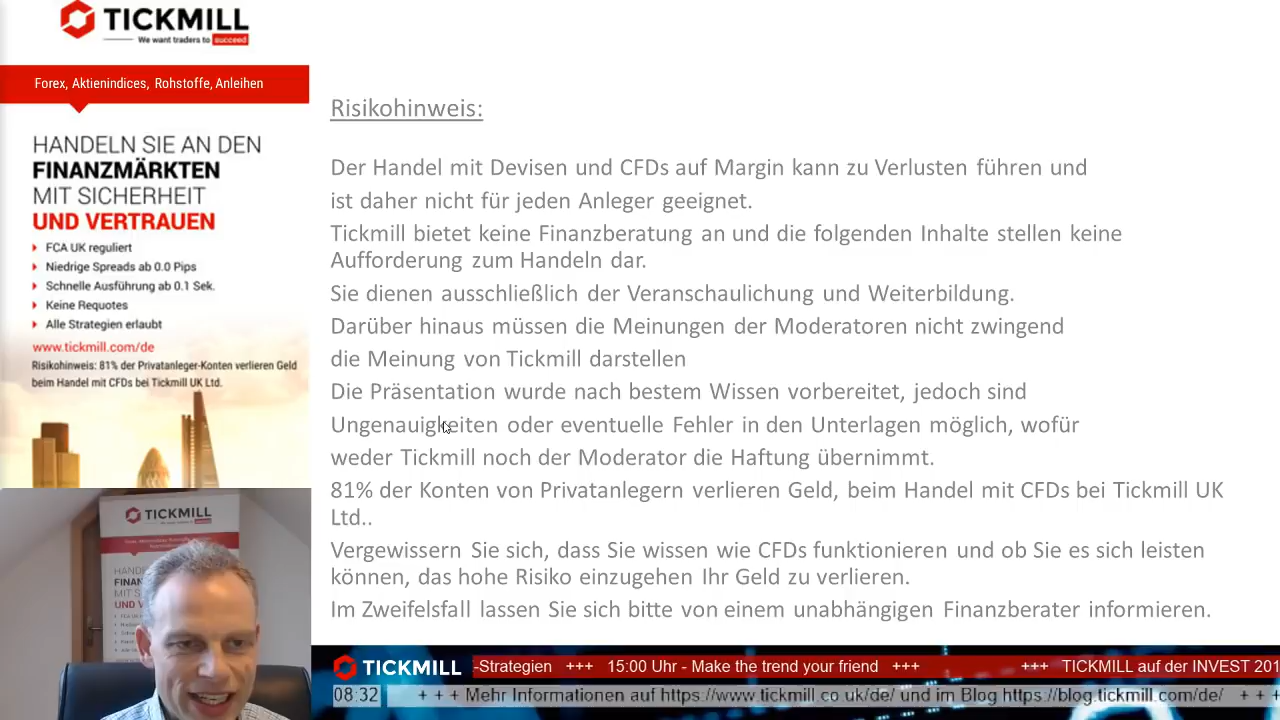 TICKMILL
We want traders to succeed
Forex, Aktienindices, Rohstoffe, Anleihen
HANDELN SIE AN DEN
FINANZMÄRKTEN
MIT SICHERHEIT
UND VERTRAUEN
FCA UK reguliert
Niedrige Spreads ab 0.0 Pips
Schnelle Ausführung ab 0.1 Sek.
Keine Requotes
Alle Strategien erlaubt
www.tickmill.com/de
Risikohinweis: 81% der Privatanleger-Konten verlieren Geld
beim Handel mit CFDs bei Tickmill UK Ltd.
Risikohinweis:
Der Handel mit Devisen und CFDs auf Margin kann zu Verlusten führen und
ist daher nicht für jeden Anleger geeignet.
Tickmill bietet keine Finanzberatung an und die folgenden Inhalte stellen keine
Aufforderung zum Handeln dar.
Sie dienen ausschließlich der Veranschaulichung und Weiterbildung.
Darüber hinaus müssen die Meinungen der Moderatoren nicht zwingend
die Meinung von Tickmill darstellen
Die Präsentation wurde nach bestem Wissen vorbereitet, jedoch sind
Ungenauigkeiten oder eventuelle Fehler in den Unterlagen möglich, wofür
weder Tickmill noch der Moderator die Haftung übernimmt.
81% der Konten von Privatanlegern verlieren Geld, beim Handel mit CFDs bei Tickmill UK
Ltd..
Vergewissern Sie sich, dass Sie wissen wie CFDs funktionieren und ob Sie es sich leisten
können, das hohe Risiko einzugehen Ihr Geld zu verlieren.
Im Zweifelsfall lassen Sie sich bitte von einem unabhängigen Finanzberater informieren.
TICKMILL
TICKMILL -Strategien +++ 15:00 Uhr - Make the trend your friend +++ +++ TICKMILL auf der INVEST 201
08:32 + + + Mehr Informationen auf https://www.tickmill.co.uk/de/ und im Blog https://blog.tickmill.com/de/ + +